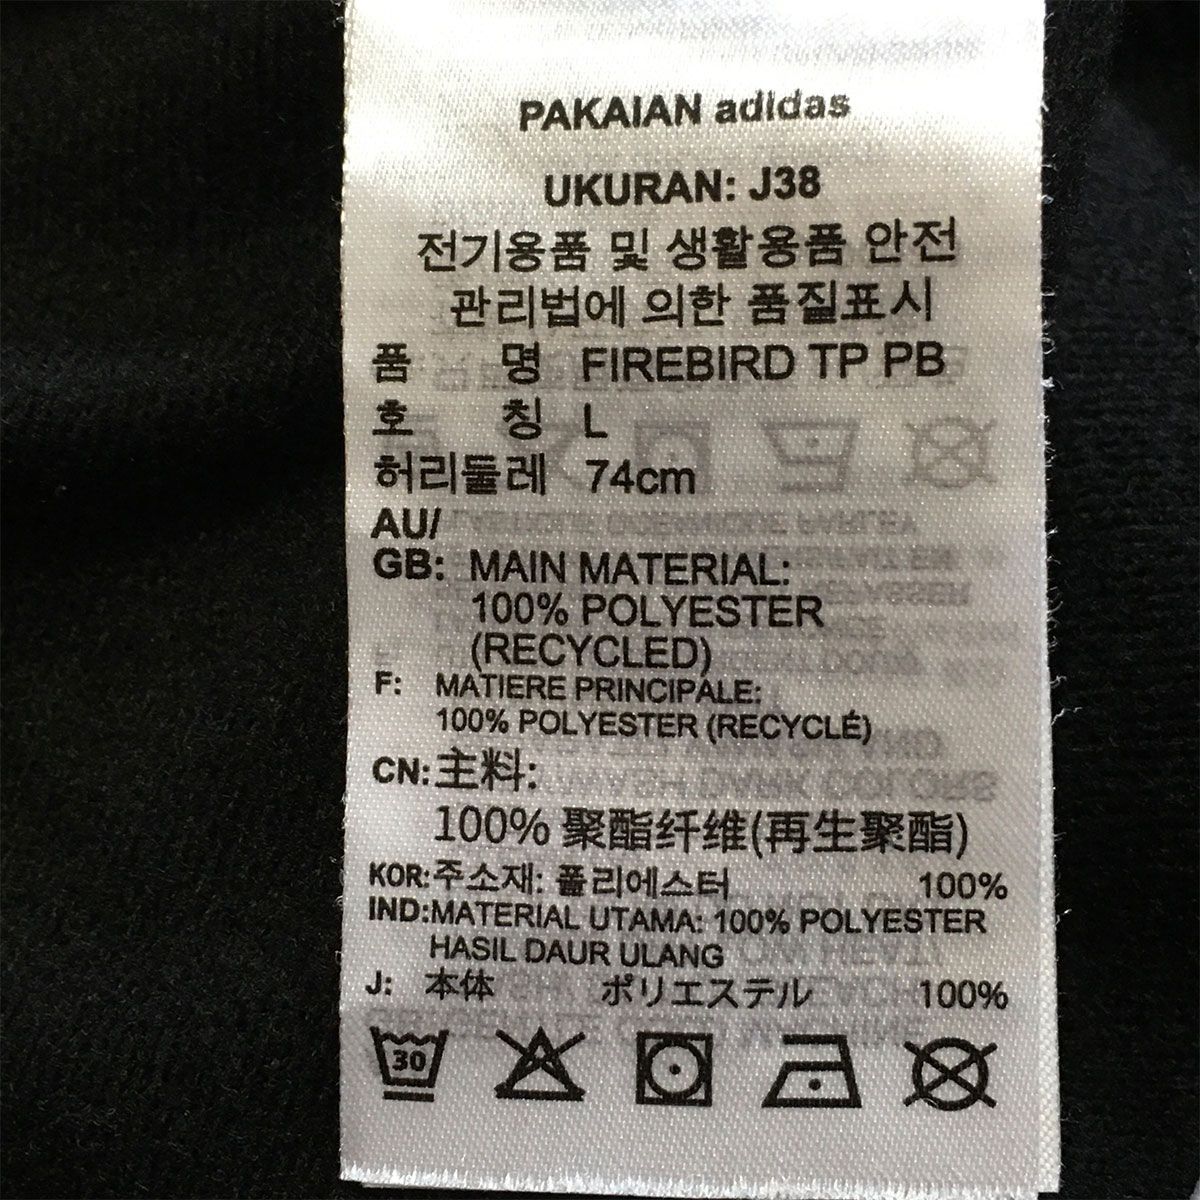 PAKAIAN adidas
UKURAN: J38
전기용품 및 생활용품 안전
관리법에 의한 품질표시
품 명 FIREBIRD TP PB
호 칭 L
허리둘레 74cm
AU/
GB: MAIN MATERIAL:
100% POLYESTER
(RECYCLED)
F: MATIERE PRINCIPALE:
100% POLYESTER (RECYCLÉ)
CN: 主料:
100% 聚酯纤维(再生聚酯)
KOR: 주소재: 폴리에스터 100%
IND: MATERIAL UTAMA: 100% POLYESTER
HASIL DAUR ULANG
J: 本体 ポリエステル 100%
30